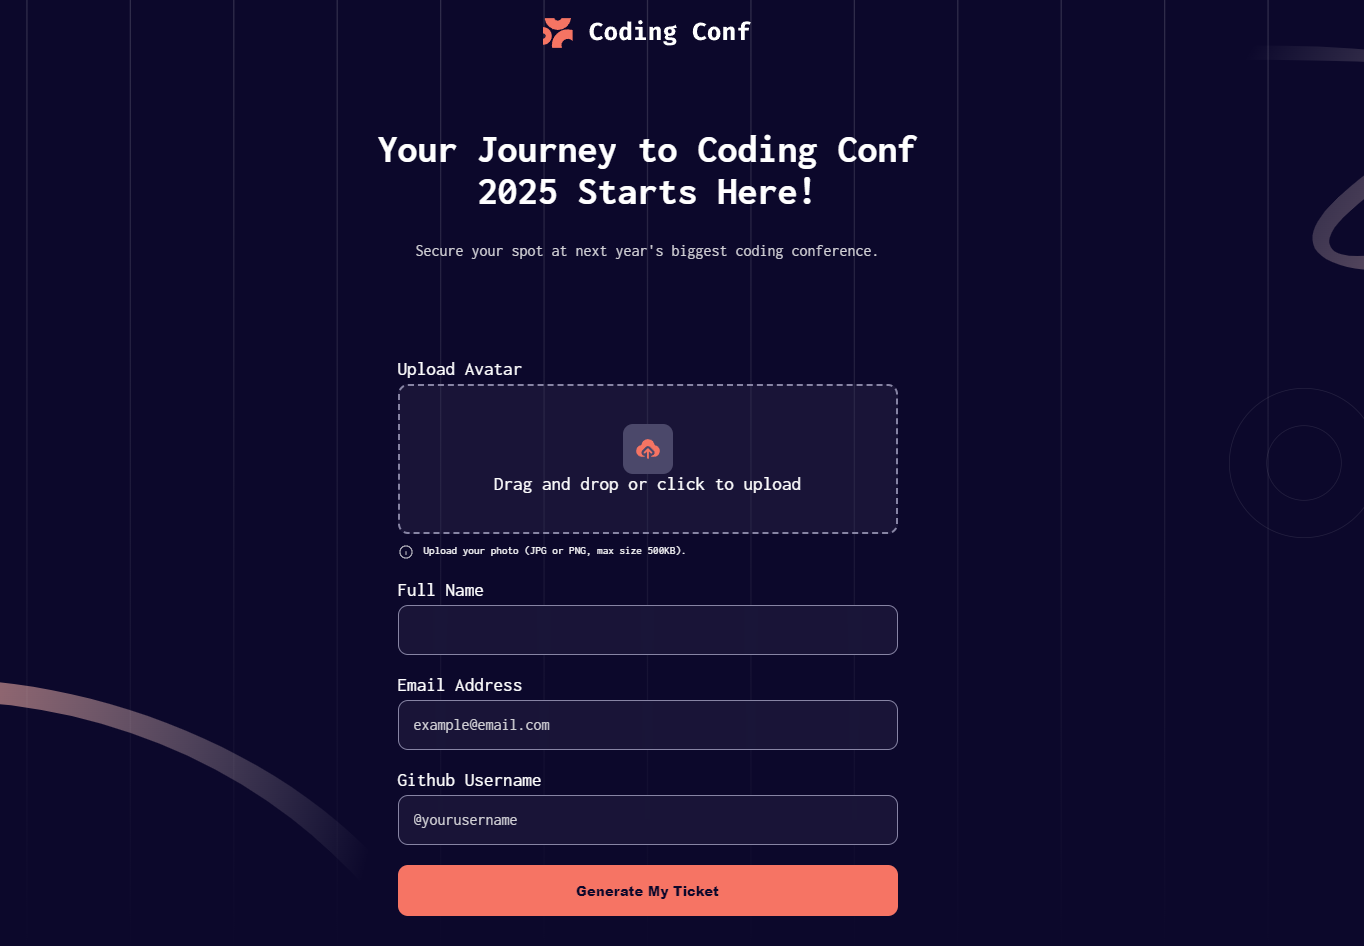 Coding Conf
Your Journey to Coding Conf
2025 Starts Here!
Secure your spot at next year's biggest coding conference.
Upload Avatar
Drag and drop or click to upload
Upload your photo (JPG or PNG, max size 500KB).
Full Name
Email Address
example@email.com
Github Username
@yourusername
Generate My Ticket